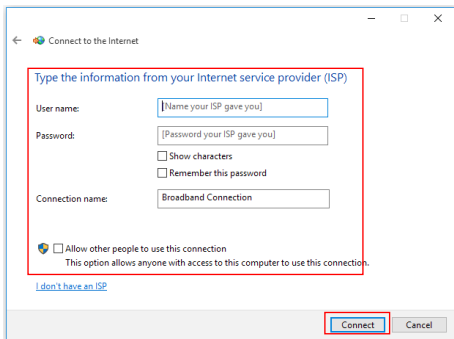 Connect to the Internet
Type the information from your Internet service provider (ISP)
User name: [Name your ISP gave you]
Password: [Password your ISP gave you]
Show characters
Remember this password
Connection name: Broadband Connection
Allow other people to use this connection
This option allows anyone with access to this computer to use this connection.
I don't have an ISP
Connect Cancel